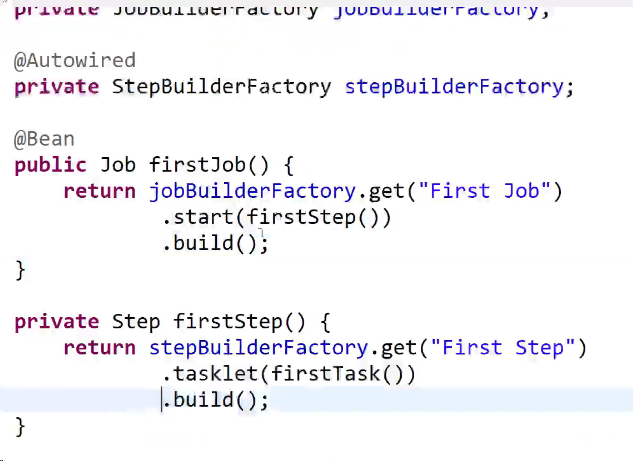 private JobBuilderFactory jobBuilderFactory;
@Autowired
private StepBuilderFactory stepBuilderFactory;
@Bean
public Job firstJob() {
return jobBuilderFactory.get("First Job")
.start(firstStep())
.build();
}
private Step firstStep() {
return stepBuilderFactory.get("First Step")
.tasklet(firstTask())
.build();
}